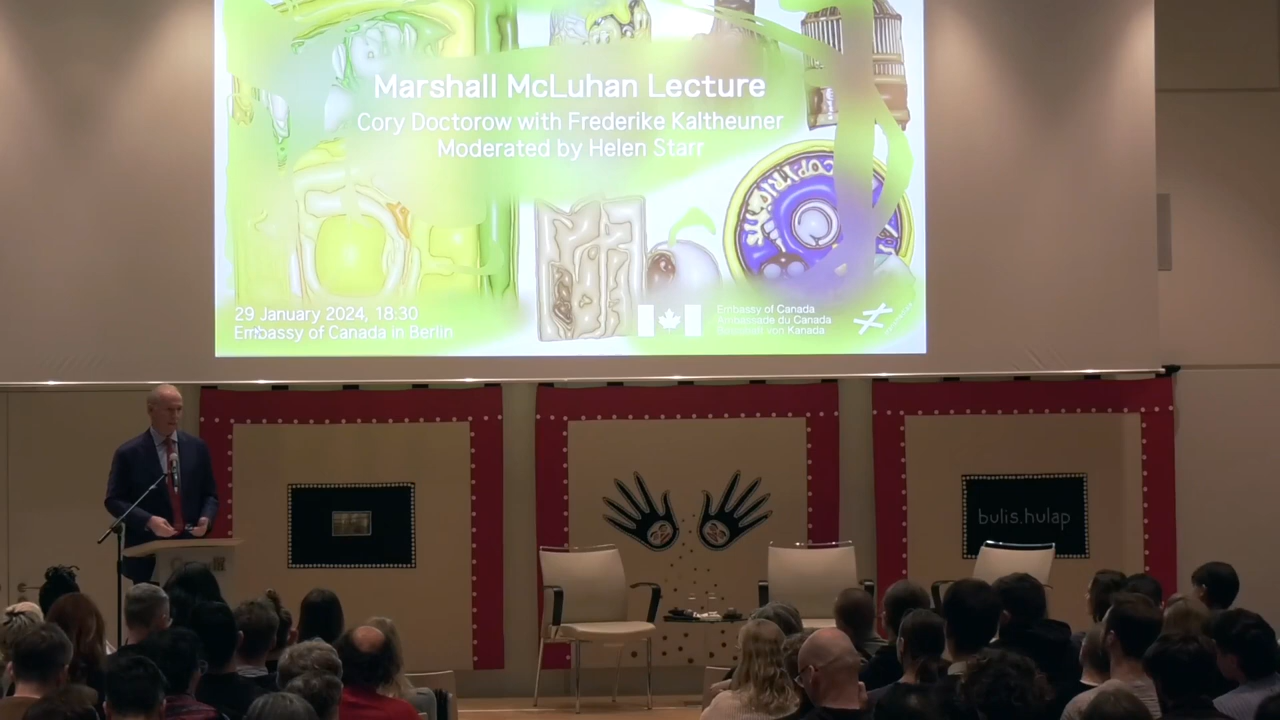 Marshall McLuhan Lecture
Cory Doctorow with Frederike Kaltheuner
Moderated by Helen Starr
29 January 2024, 18:30
Embassy of Canada in Berlin
Embassy of Canada
Ambassade du Canada
Botschaft von Kanada
bulis.hulap